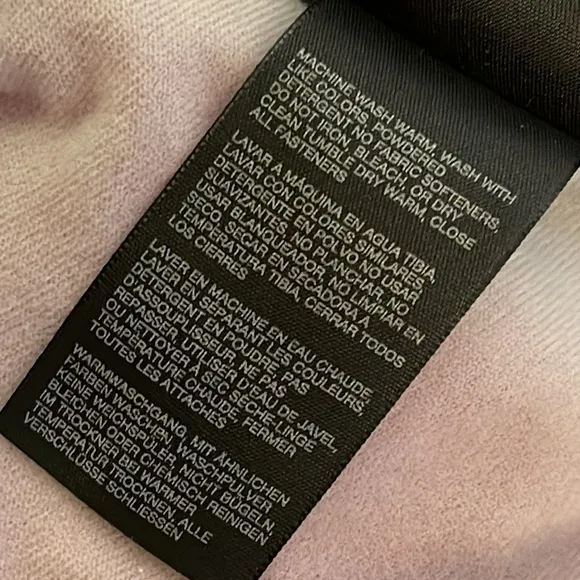 MACHINE WASH WARM, WASH WITH
LIKE COLORS, POWDERED
DETERGENT NO FABRIC SOFTENERS,
DO NOT IRON, BLEACH, OR DRY
CLEAN TUMBLE DRY WARM, CLOSE
ALL FASTENERS
LAVAR A MAQUINA EN AGUA TIBIA
LAVAR CON COLORES SIMILARES,
DETERGENTE EN POLVO NO USAR
SUAVIZANTES, NO PLANCHAR, NO
USAR BLANQUEADOR, NO LIMPIAR EN
SECO, SECAR EN SECADORA A
TEMPERATURA TIBIA, CERRAR TODOS
LOS CIERRES
LAVER EN MACHINE EN EAU CHAUDE,
LAVER EN SEPARANT LES COULEURS,
DETERGENT EN POUDRE, PAS
D'ASSOUPLISSEUR, NE PAS
REPASSER, UTILISER D'EAU DE JAVEL,
OU NETTOYER A SEC SECHE-LINGE
TEMPERATURE CHAUDE, FERMER
TOUTES LES ATTACHES
WARMWASCHGANG, MIT ÄHNLICHEN
FARBEN WASCHEN, WASCHPULVER
KEINE WEICHSPÜLER, NICHT BÜGELN
BLEICHEN ODER CHEMISCH REINIGEN
IM TROCKNER BEI WARMER
TEMPERATUR TROCKNEN, ALLE
VERSCHLÜSSE SCHLIESSEN